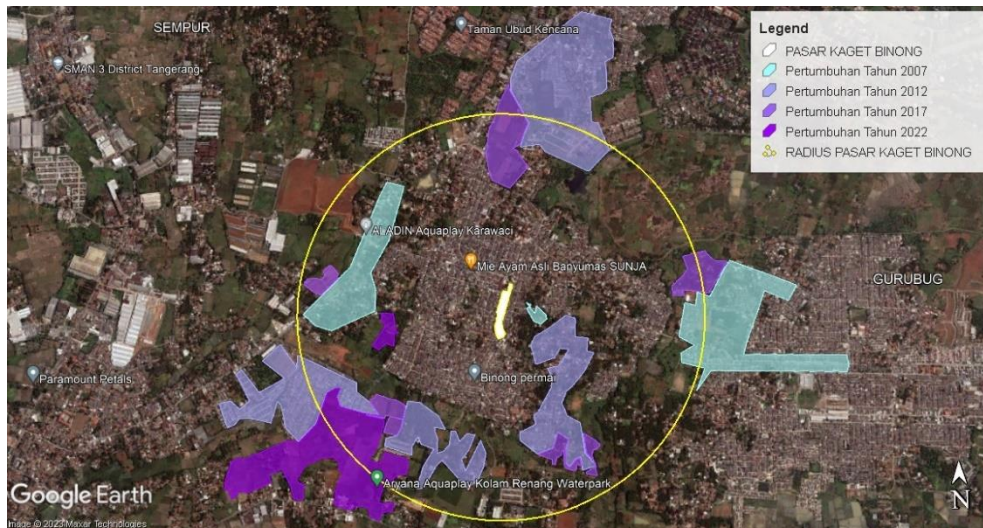 SEMPUR
Taman Ubud Kencana
SMAN 3 District Tangerang
Legend
PASAR KAGET BINONG
Pertumbuhan Tahun 2007
Pertumbuhan Tahun 2012
Pertumbuhan Tahun 2017
Pertumbuhan Tahun 2022
RADIUS PASAR KAGET BINONG
ALADIN Aquaplay Karawaci
Mie Ayam Asli Banyumas SUNJA
GURUBUG
Paramount Petals
Binong permai
Aryana Aquaplay Kolam Renang Waterpark
Google Earth
Image © 2023 Maxar Technologies
N